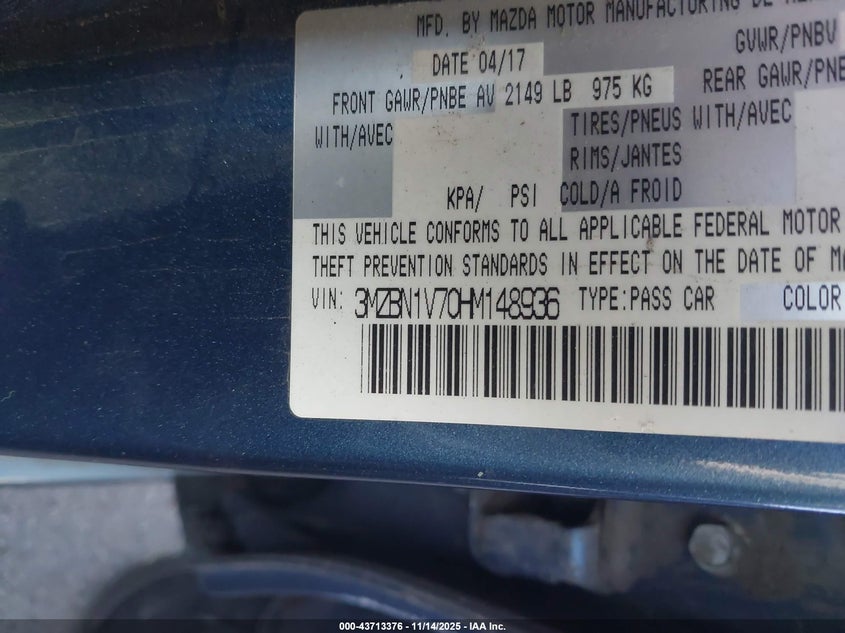 MFD. BY MAZDA MOTOR MANUFACTURING DE
GVWR/PNBV
DATE 04/17
FRONT GAWR/PNBE AV 2149 LB 975 KG REAR GAWR/PNBE
WITH/AVEC TIRES/PNEUS WITH/AVEC
RIMS/JANTES
KPA/ PSI COLD/A FROID
THIS VEHICLE CONFORMS TO ALL APPLICABLE FEDERAL MOTOR
THEFT PREVENTION STANDARDS IN EFFECT ON THE DATE OF
VIN: 3MZBN1V70HM148936 TYPE:PASS CAR COLOR
000-43713376 - 11/14/2025 - IAA Inc.